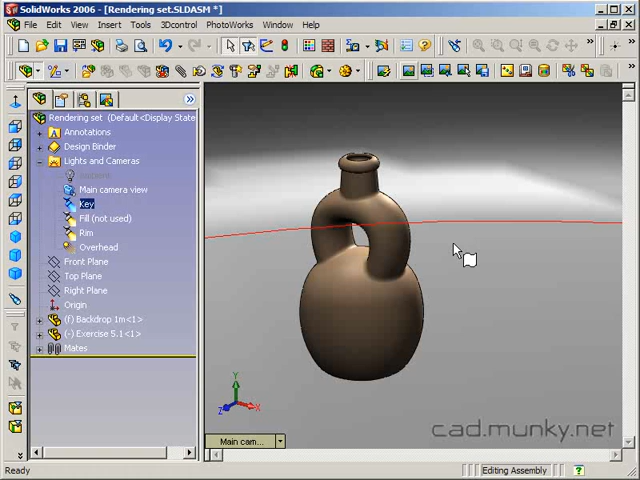 SolidWorks 2006 - [Rendering set.SLDASM *]
File Edit View Insert Tools 3Dcontrol PhotoWorks Window Help
Rendering set (Default<Display State
Annotations
Design Binder
Lights and Cameras
Main camera view
Key
Fill (not used)
Rim
Overhead
Front Plane
Top Plane
Right Plane
Origin
(f) Backdrop 1m<1>
(-) Exercise 5.1<1>
Mates
Y
Z
X
cad.munky.net
Main cam...
Ready
Editing Assembly